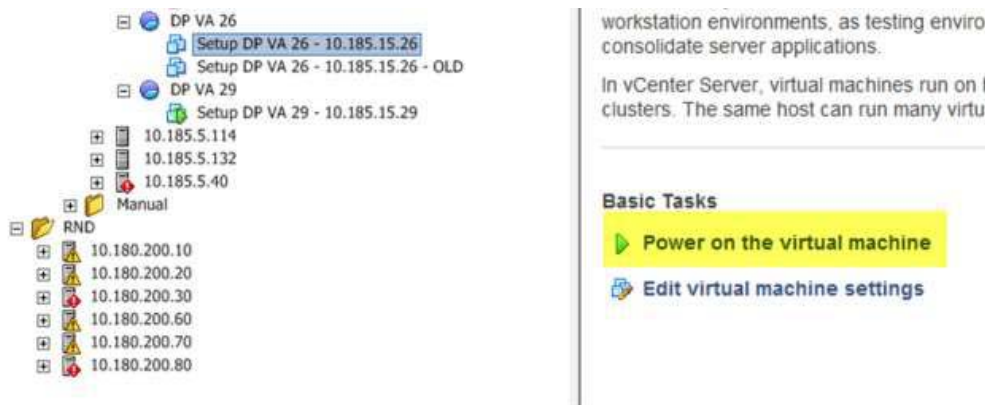 DP VA 26
Setup DP VA 26 - 10.185.15.26
Setup DP VA 26 - 10.185.15.26 - OLD
DP VA 29
Setup DP VA 29 - 10.185.15.29
10.185.5.114
10.185.5.132
10.185.5.40
Manual
RND
10.180.200.10
10.180.200.20
10.180.200.30
10.180.200.60
10.180.200.70
10.180.200.80
workstation environments, as testing enviro
consolidate server applications.
In vCenter Server, virtual machines run on
clusters. The same host can run many virtu
Basic Tasks
Power on the virtual machine
Edit virtual machine settings